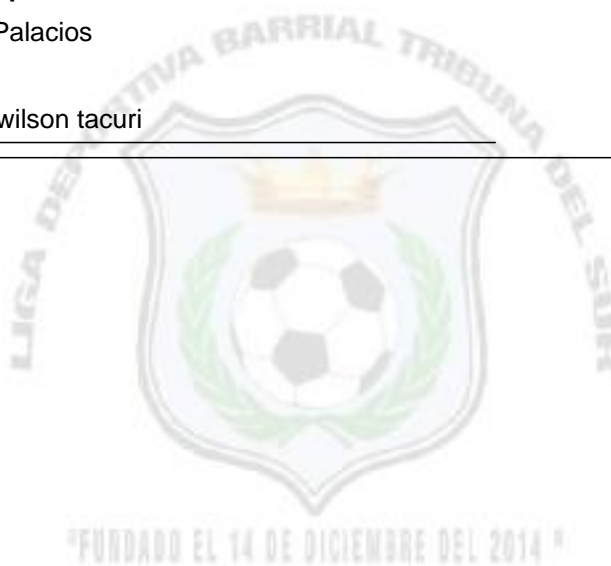 Palacios
LIGA DEPORTIVA BARRIAL TRIBUNA DEL SUR
wilson tacuri
"FUNDADO EL 14 DE DICIEMBRE DEL 2014 "